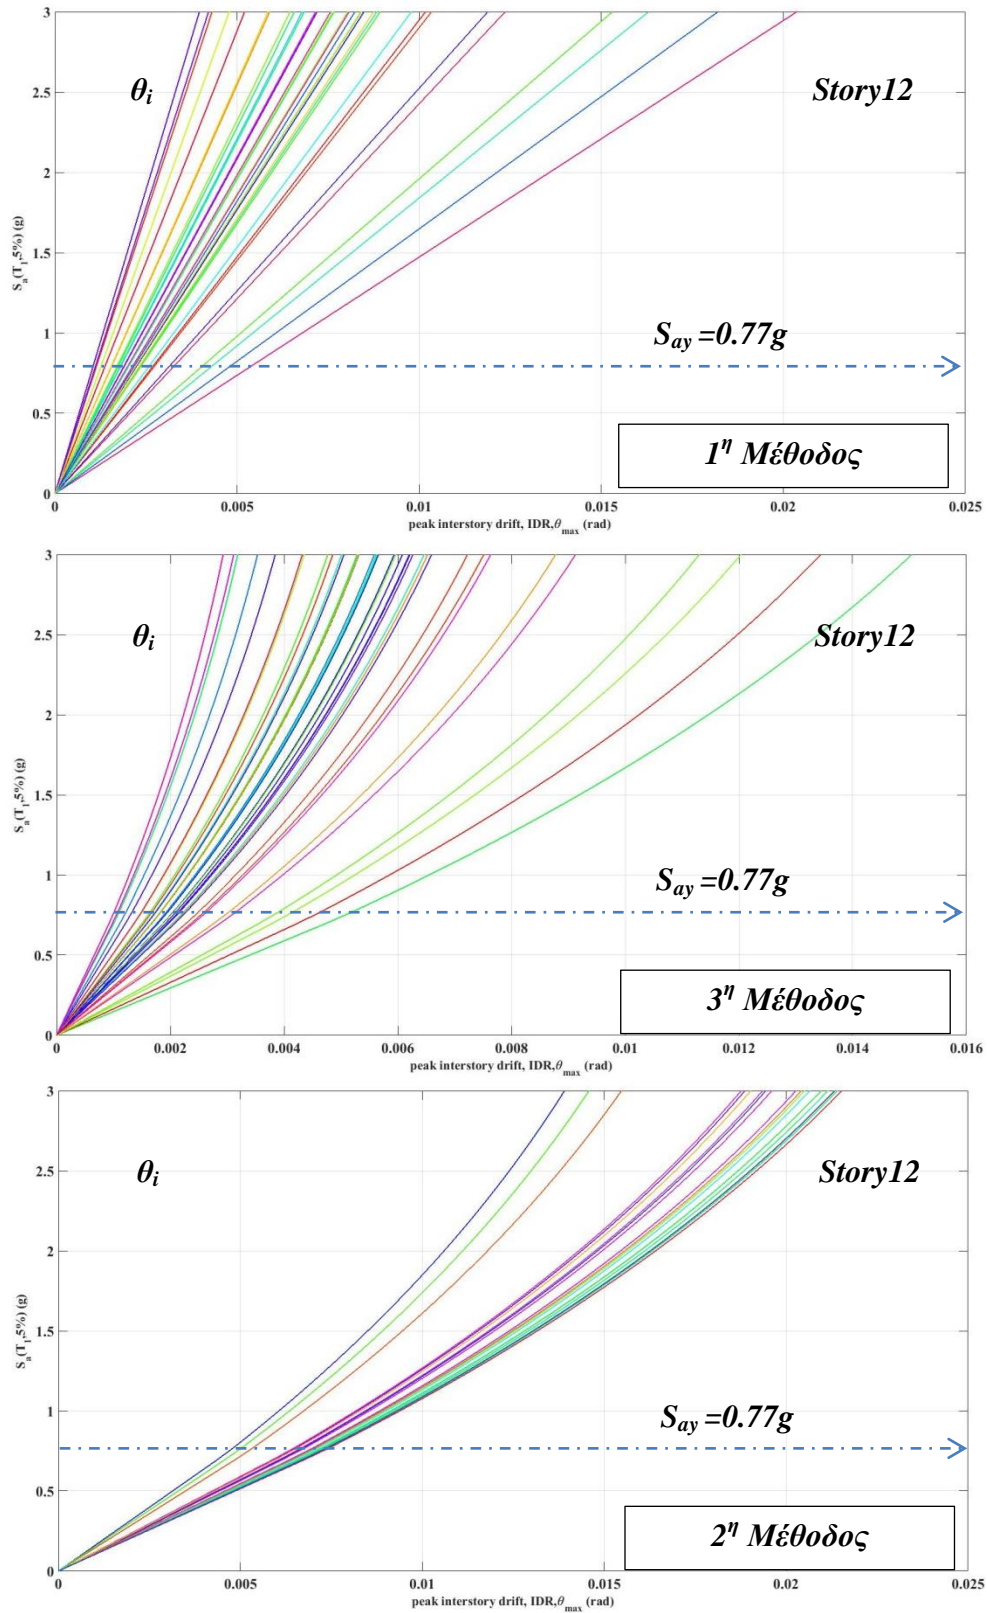 3
θi
Story12
2.5
2
1.5
Sa(T1,5%) (g)
1
Say =0.77g
0.5
1η Μέθοδος
0
0 0.005 0.01 0.015 0.02 0.025
peak interstory drift, IDR,θmax (rad)
3
θi
Story12
2.5
2
1.5
Sa(T1,5%) (g)
1
Say =0.77g
0.5
3η Μέθοδος
0
0 0.002 0.004 0.006 0.008 0.01 0.012 0.014 0.016
peak interstory drift, IDR,θmax (rad)
3
θi
Story12
2.5
2
1.5
Sa(T1,5%) (g)
1
Say =0.77g
0.5
2η Μέθοδος
0
0 0.005 0.01 0.015 0.02 0.025
peak interstory drift, IDR,θmax (rad)